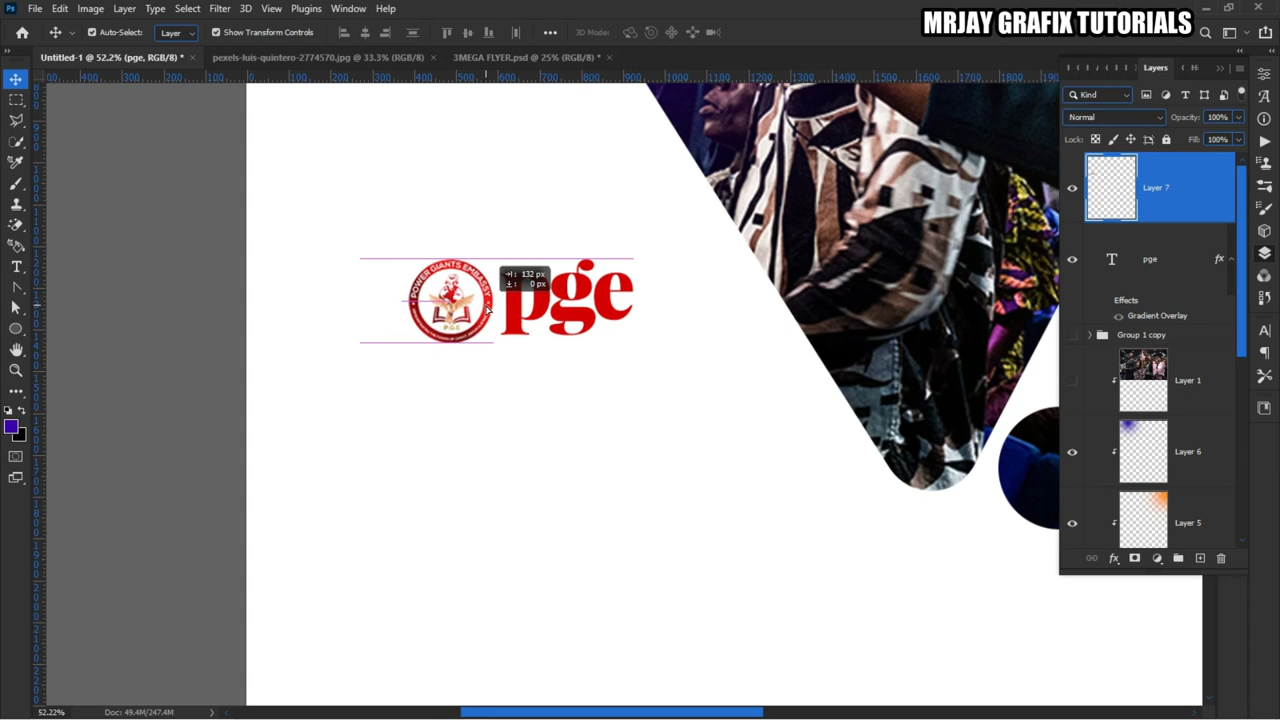 MRJAY GRAFIX TUTORIALS
Ps File Edit Image Layer Type Select Filter 3D View Plugins Window Help
Auto-Select: Layer Show Transform Controls 3D Mode:
Untitled-1 @ 52.2% (pge, RGB/8) * × pexels-luis-quintero-2774570.jpg @ 33.3% (RGB/8) × 3MEGA FLYER.psd @ 25% (RGB/8) * ×
Layers
Kind
Normal Opacity: 100%
Lock: Fill: 100%
Layer 7
T pge fx
Effects
Gradient Overlay
Group 1 copy
Layer 1
Layer 6
Layer 5
POWER GIANTS EMBASSY
P.G.E
pge
132 px
0 px
52.22% Doc: 49.4M/247.4M